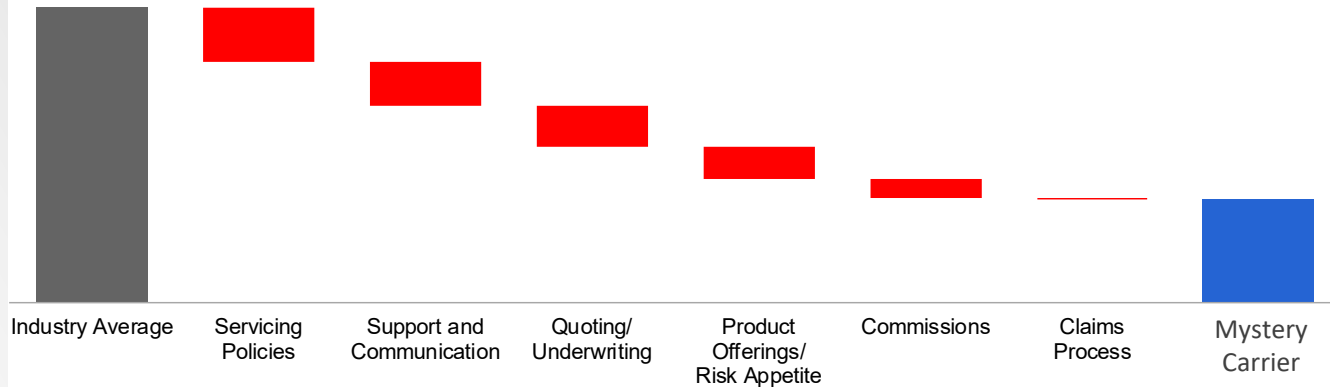 Industry Average
Servicing
Policies
Support and
Communication
Quoting/
Underwriting
Product
Offerings/
Risk Appetite
Commissions
Claims
Process
Mystery
Carrier